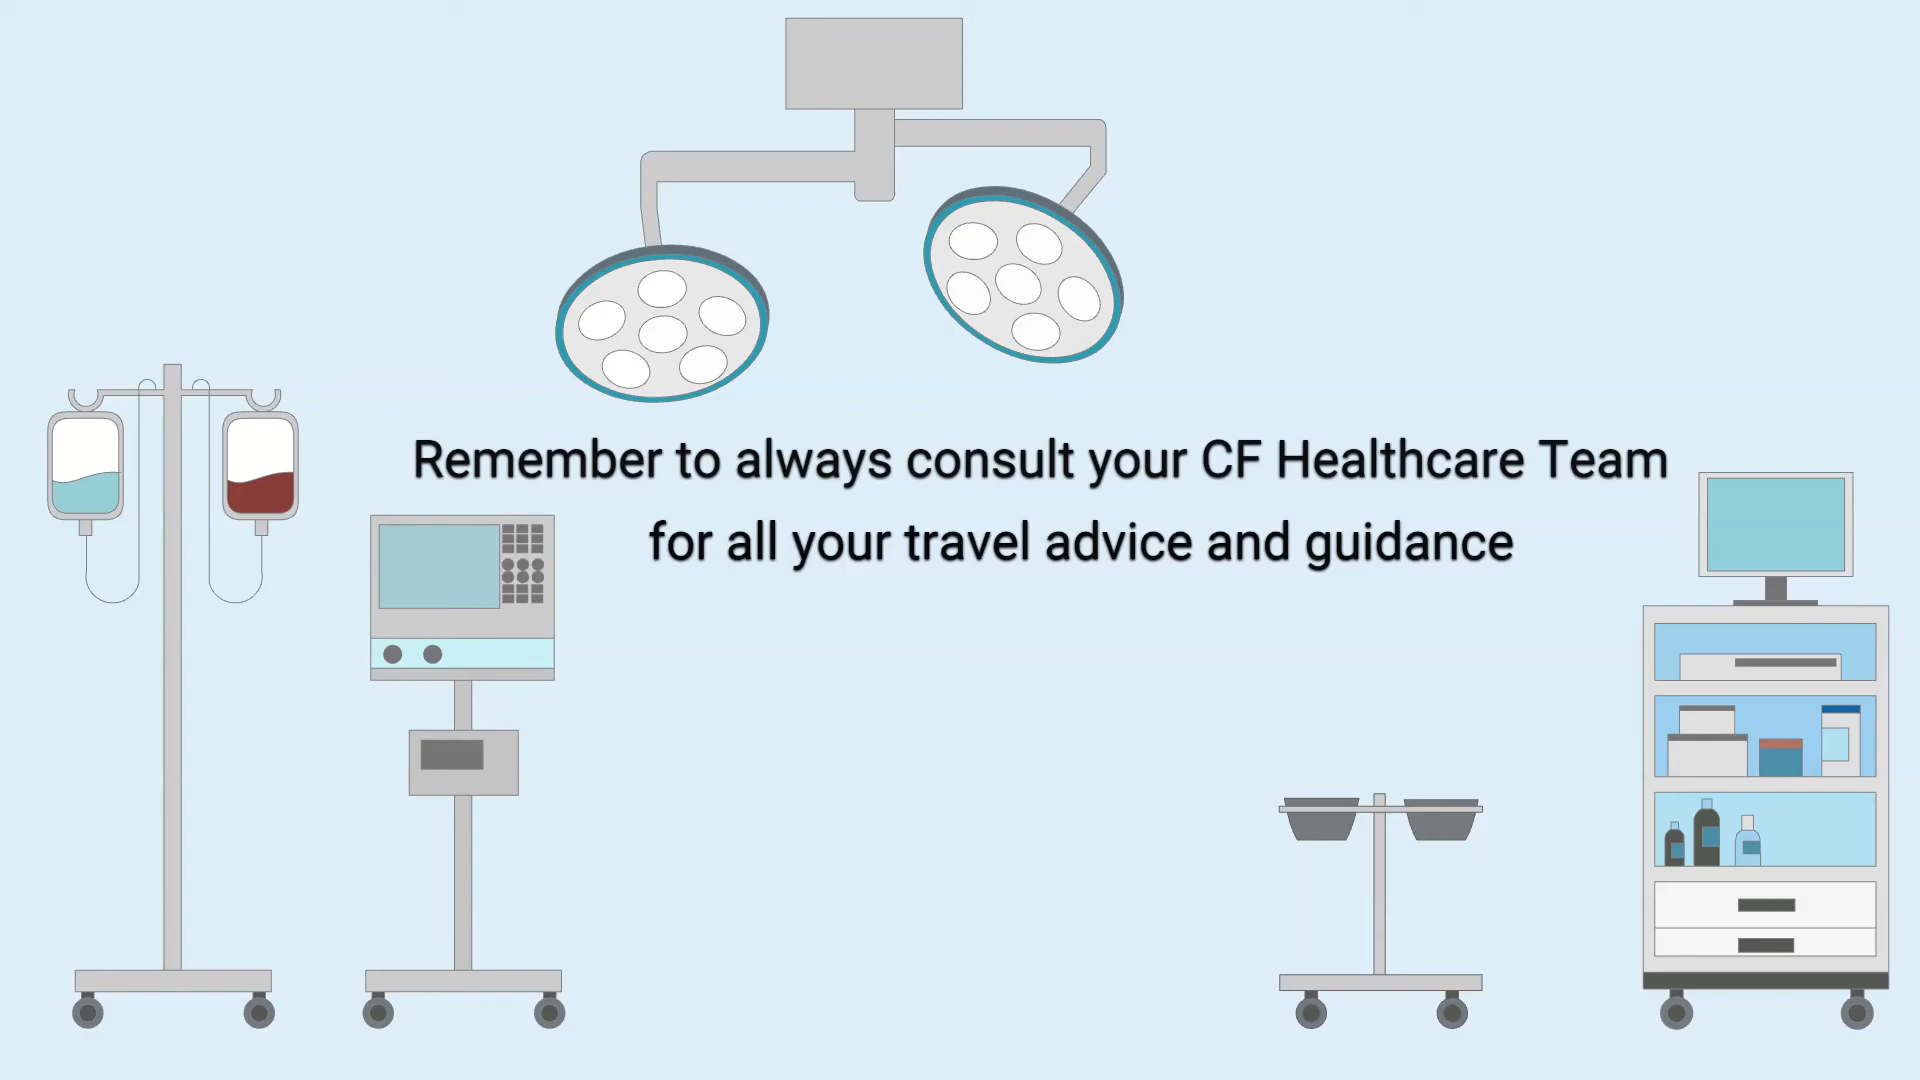 Remember to always consult your CF Healthcare Team
for all your travel advice and guidance